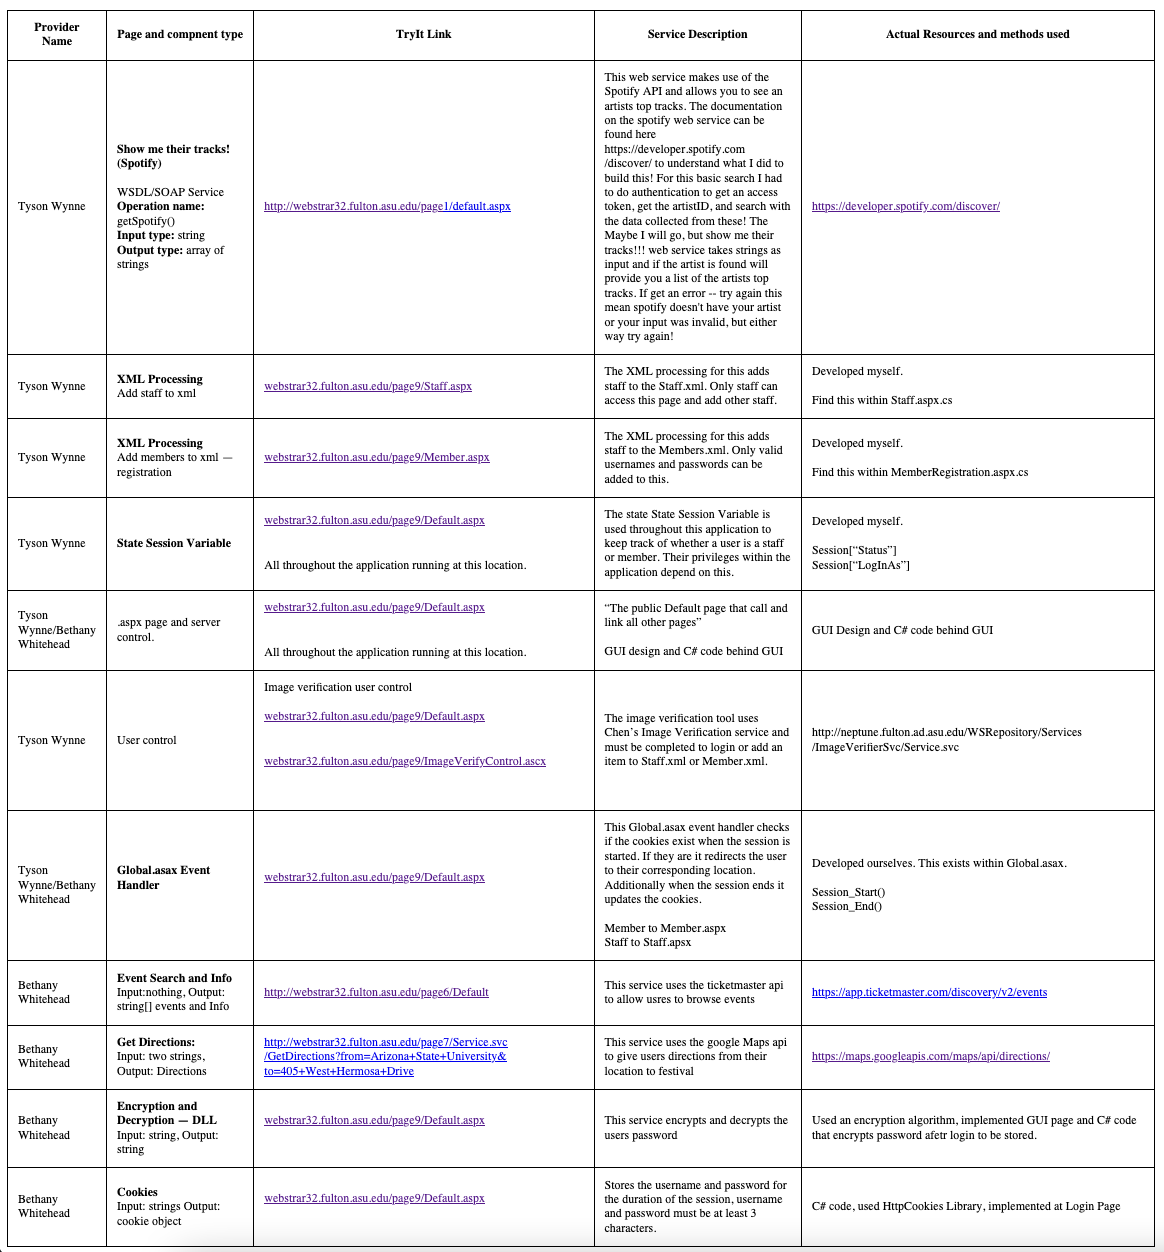 Provider
Name
Page and compnent type
TryIt Link
Service Description
Actual Resources and methods used
Tyson Wynne
Show me their tracks!
(Spotify)
WSDL/SOAP Service
Operation name:
getSpotify()
Input type: string
Output type: array of
strings
http://webstrar32.fulton.asu.edu/page1/default.aspx
This web service makes use of the
Spotify API and allows you to see an
artists top tracks. The documentation
on the spotify web service can be
found here
https://developer.spotify.com
/discover/ to understand what I did to
build this! For this basic search I had
to do authentication to get an access
token, get the artistID, and search with
the data collected from these! The
Maybe I will go, but show me their
tracks!!! web service takes strings as
input and if the artist is found will
provide you a list of the artists top
tracks. If get an error -- try again this
mean spotify doesn't have your artist
or your input was invalid, but either
way try again!
https://developer.spotify.com/discover/
Tyson Wynne
XML Processing
Add staff to xml
webstrar32.fulton.asu.edu/page9/Staff.aspx
The XML processing for this adds
staff to the Staff.xml. Only staff can
access this page and add other staff.
Developed myself.
Find this within Staff.aspx.cs
Tyson Wynne
XML Processing
Add members to xml —
registration
webstrar32.fulton.asu.edu/page9/Member.aspx
The XML processing for this adds
staff to the Members.xml. Only valid
usernames and passwords can be
added to this.
Developed myself.
Find this within MemberRegistration.aspx.cs
Tyson Wynne
State Session Variable
webstrar32.fulton.asu.edu/page9/Default.aspx
All throughout the application running at this location.
The state State Session Variable is
used throughout this application to
keep track of whether a user is a staff
or member. Their privileges within the
application depend on this.
Developed myself.
Session[“Status”]
Session[“LogInAs”]
Tyson
Wynne/Bethany
Whitehead
.aspx page and server
control.
webstrar32.fulton.asu.edu/page9/Default.aspx
All throughout the application running at this location.
“The public Default page that call and
link all other pages”
GUI design and C# code behind GUI
GUI Design and C# code behind GUI
Tyson Wynne
User control
Image verification user control
webstrar32.fulton.asu.edu/page9/Default.aspx
webstrar32.fulton.asu.edu/page9/ImageVerifyControl.ascx
The image verification tool uses
Chen’s Image Verification service and
must be completed to login or add an
item to Staff.xml or Member.xml.
http://neptune.fulton.ad.asu.edu/WSRepository/Services
/ImageVerifierSvc/Service.svc
Tyson
Wynne/Bethany
Whitehead
Global.asax Event
Handler
webstrar32.fulton.asu.edu/page9/Default.aspx
This Global.asax event handler checks
if the cookies exist when the session is
started. If they are it redirects the user
to their corresponding location.
Additionally when the session ends it
updates the cookies.
Member to Member.aspx
Staff to Staff.apsx
Developed ourselves. This exists within Global.asax.
Session_Start()
Session_End()
Bethany
Whitehead
Event Search and Info
Input:nothing, Output:
string[] events and Info
http://webstrar32.fulton.asu.edu/page6/Default
This service uses the ticketmaster api
to allow usres to browse events
https://app.ticketmaster.com/discovery/v2/events
Bethany
Whitehead
Get Directions:
Input: two strings,
Output: Directions
http://webstrar32.fulton.asu.edu/page7/Service.svc
/GetDirections?from=Arizona+State+University&
to=405+West+Hermosa+Drive
This service uses the google Maps api
to give users directions from their
location to festival
https://maps.googleapis.com/maps/api/directions/
Bethany
Whitehead
Encryption and
Decryption — DLL
Input: string, Output:
string
webstrar32.fulton.asu.edu/page9/Default.aspx
This service encrypts and decrypts the
users password
Used an encryption algorithm, implemented GUI page and C# code
that encrypts password afetr login to be stored.
Bethany
Whitehead
Cookies
Input: strings Output:
cookie object
webstrar32.fulton.asu.edu/page9/Default.aspx
Stores the username and password for
the duration of the session, username
and password must be at least 3
characters.
C# code, used HttpCookies Library, implemented at Login Page